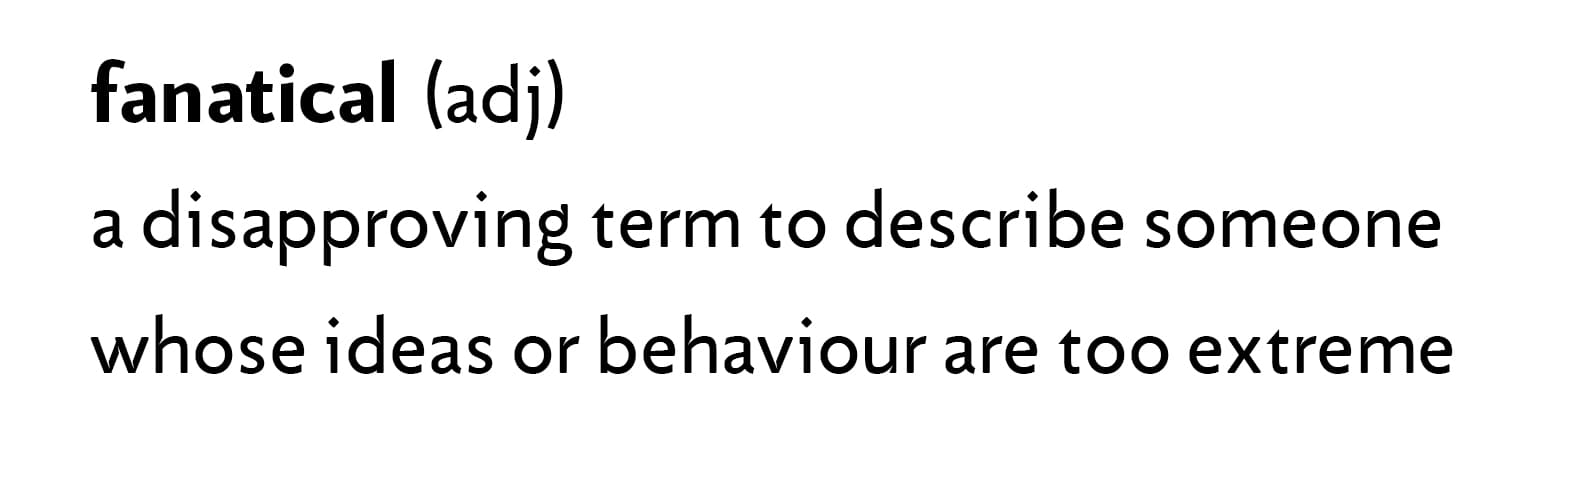 fanatical (adj)
a disapproving term to describe someone
whose ideas or behaviour are too extreme